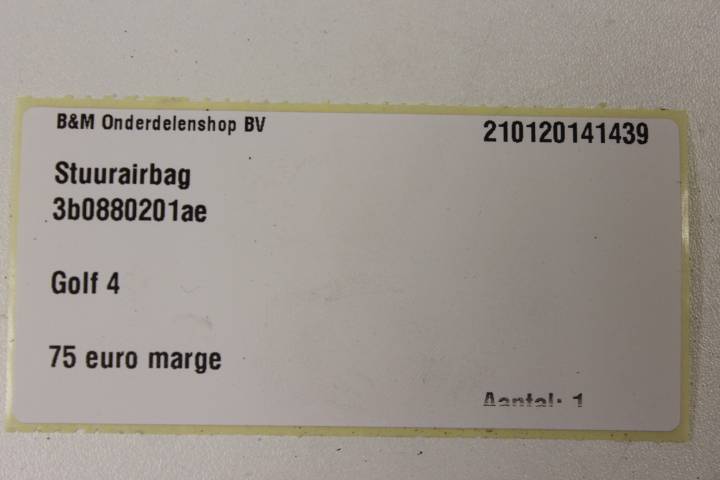 B&M Onderdelenshop BV
210120141439
Stuurairbag
3b0880201ae
Golf 4
75 euro marge
Aantal: 1